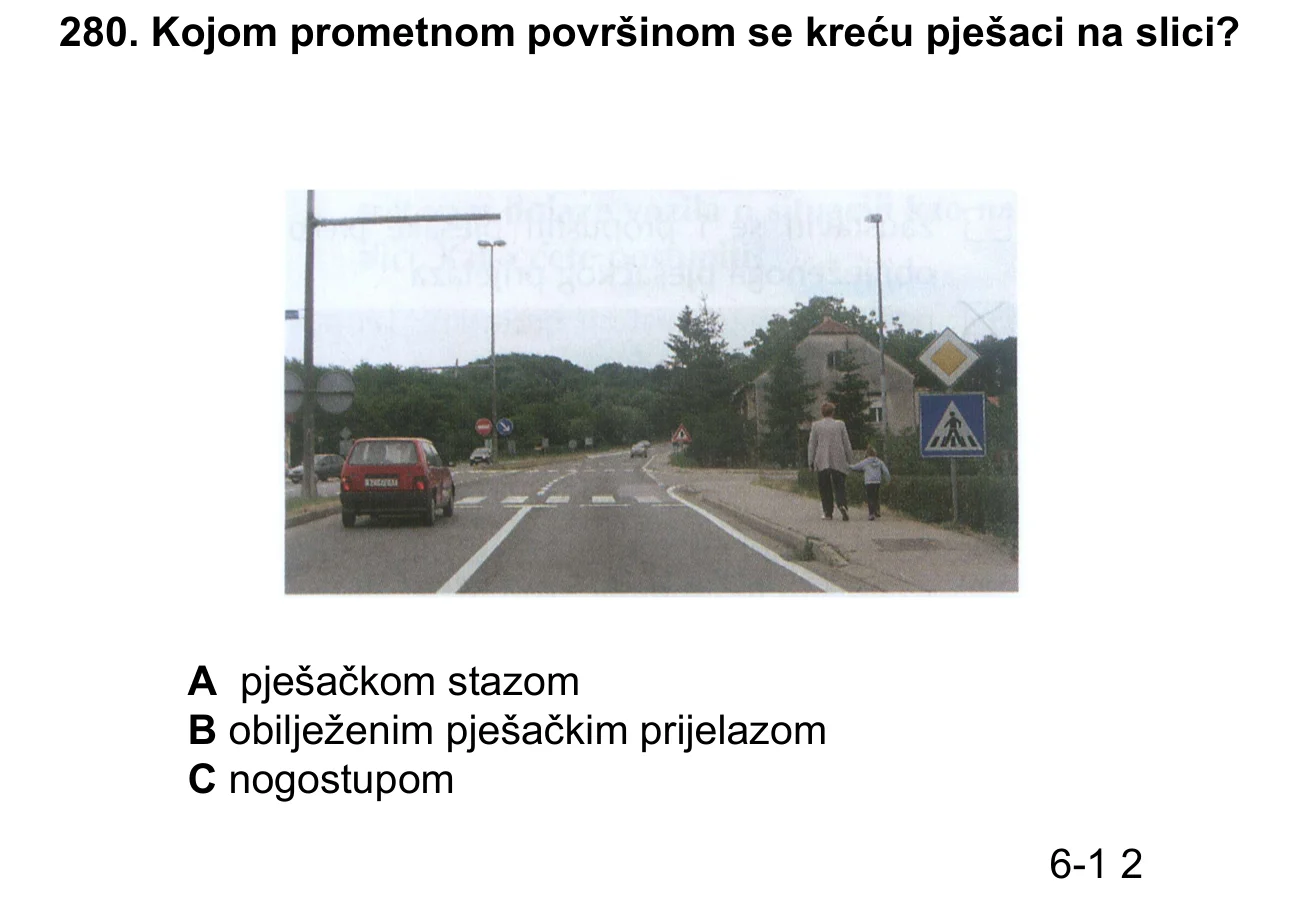 280. Kojom prometnom površinom se kreću pješaci na slici?
A pješačkom stazom
B obilježenim pješačkim prijelazom
C nogostupom
6-1 2